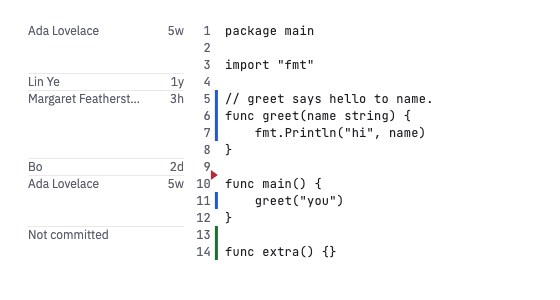 Ada Lovelace 5w 1 package main
2
3 import "fmt"
Lin Ye 1y 4
Margaret Featherst... 3h 5 // greet says hello to name.
6 func greet(name string) {
7     fmt.Println("hi", name)
8 }
Bo 2d 9
Ada Lovelace 5w 10 func main() {
11     greet("you")
12 }
Not committed 13
14 func extra() {}